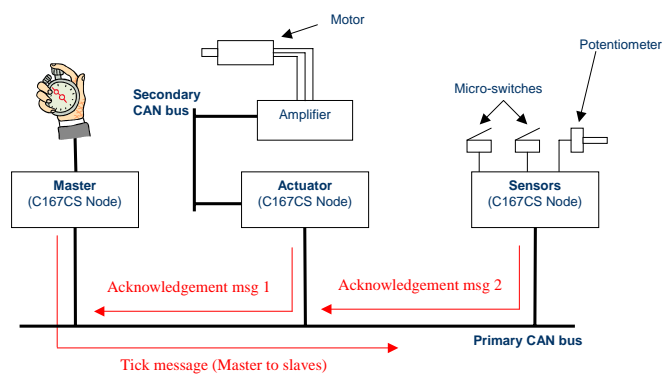 Motor
Potentiometer
Secondary
CAN bus
Micro-switches
Amplifier
Master
(C167CS Node)
Actuator
(C167CS Node)
Sensors
(C167CS Node)
Acknowledgement msg 1
Acknowledgement msg 2
Primary CAN bus
Tick message (Master to slaves)